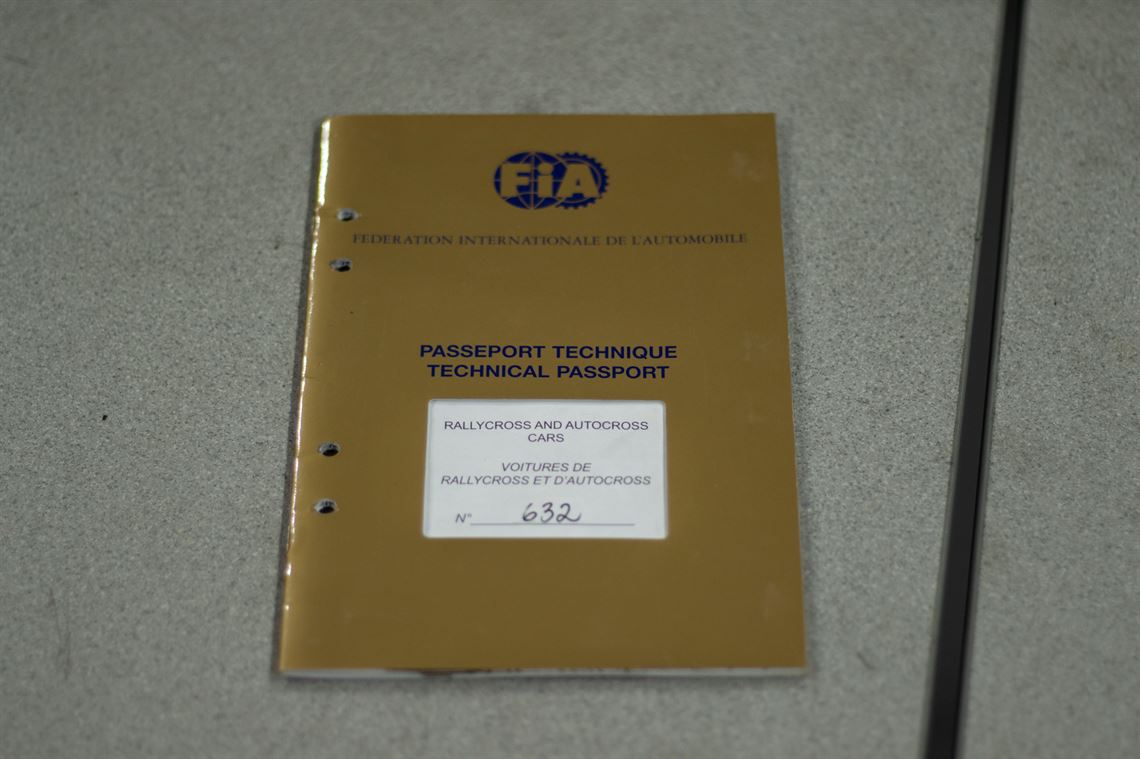 FiA
FEDERATION INTERNATIONALE DE L'AUTOMOBILE
PASSEPORT TECHNIQUE
TECHNICAL PASSPORT
RALLYCROSS AND AUTOCROSS
CARS
VOITURES DE
RALLYCROSS ET D'AUTOCROSS
N° 632